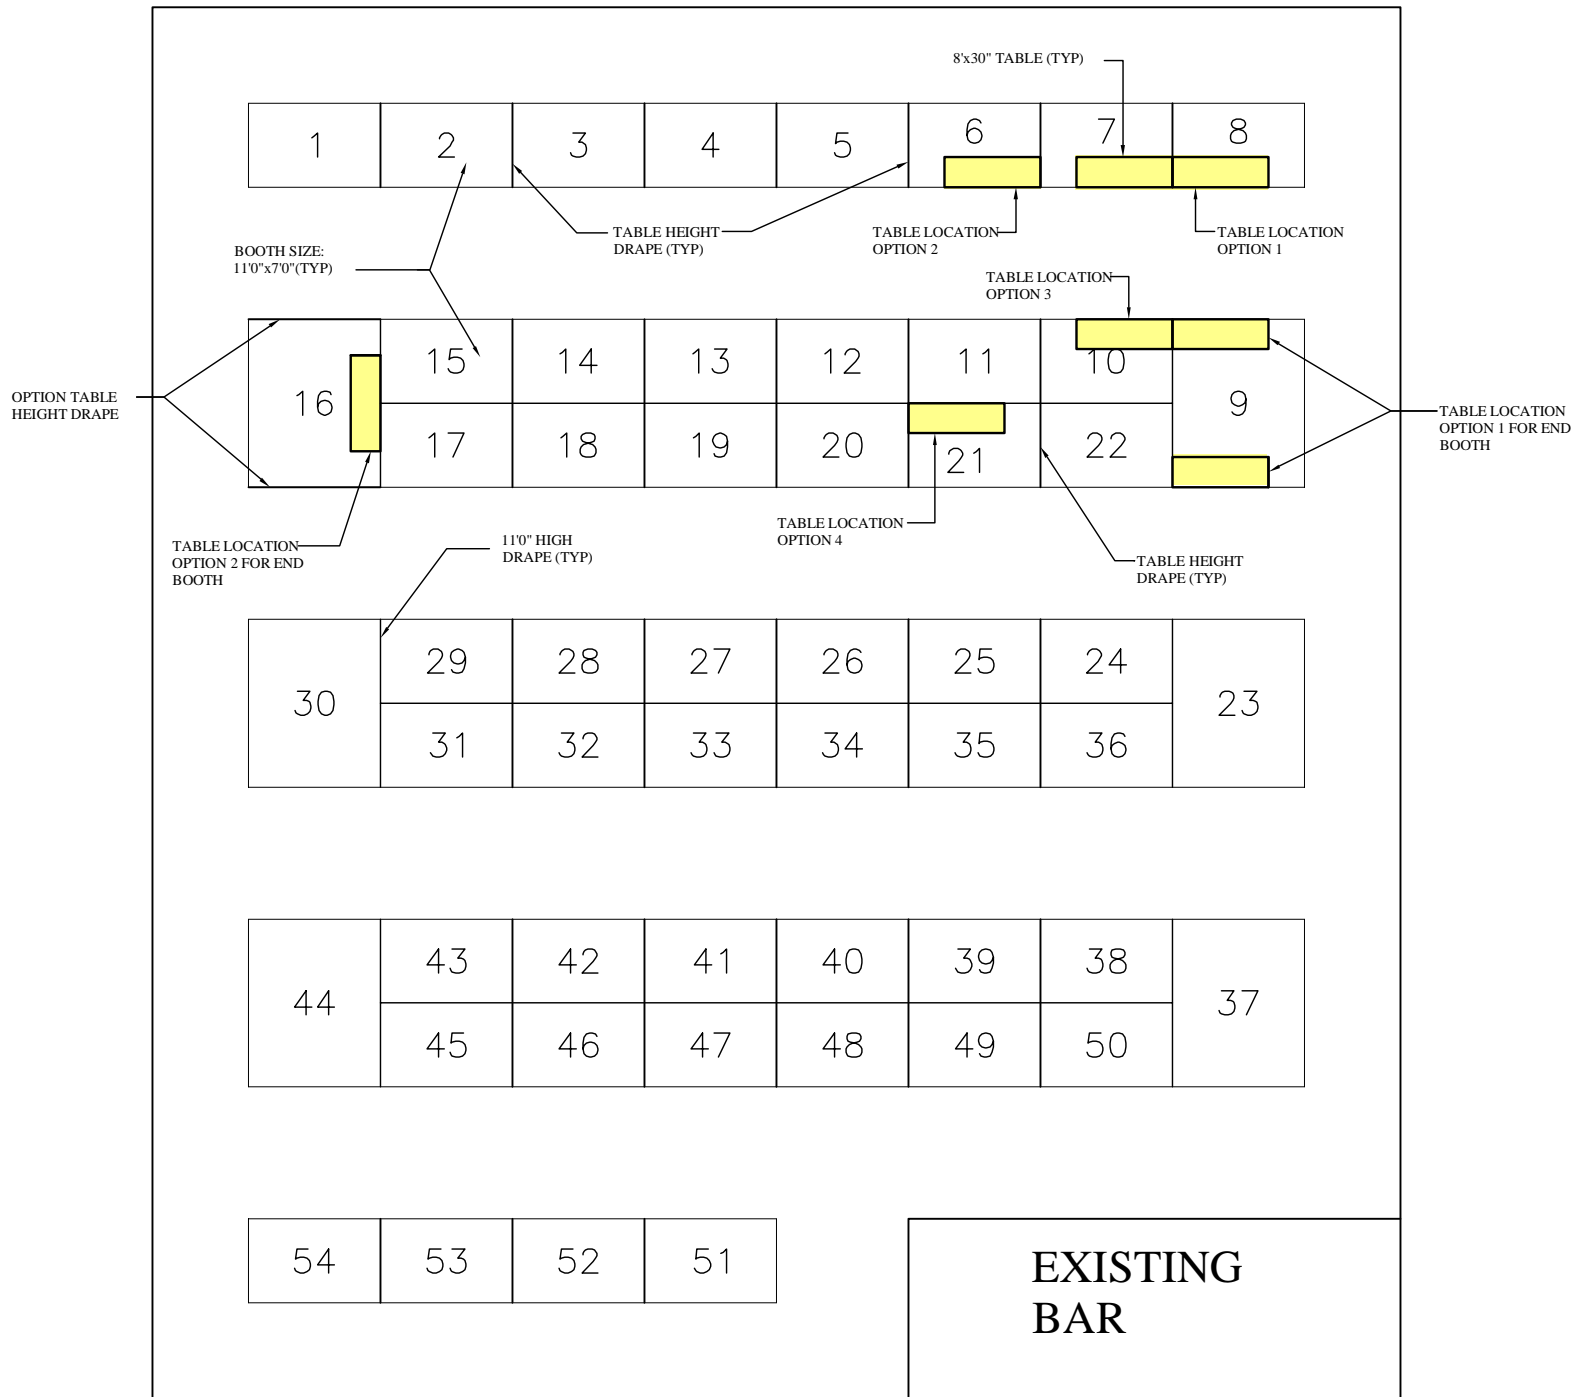 8'x30" TABLE (TYP)
1
2
3
4
5
6
7
8
TABLE HEIGHT
DRAPE (TYP)
TABLE LOCATION
OPTION 2
TABLE LOCATION
OPTION 1
BOOTH SIZE:
11'0"x7'0"(TYP)
TABLE LOCATION
OPTION 3
15
14
13
12
11
10
16
9
OPTION TABLE
HEIGHT DRAPE
TABLE LOCATION
OPTION 1 FOR END
BOOTH
17
18
19
20
21
22
TABLE LOCATION
OPTION 4
TABLE LOCATION
OPTION 2 FOR END
BOOTH
11'0" HIGH
DRAPE (TYP)
TABLE HEIGHT
DRAPE (TYP)
29
28
27
26
25
24
30
23
31
32
33
34
35
36
43
42
41
40
39
38
44
37
45
46
47
48
49
50
54
53
52
51
EXISTING
BAR